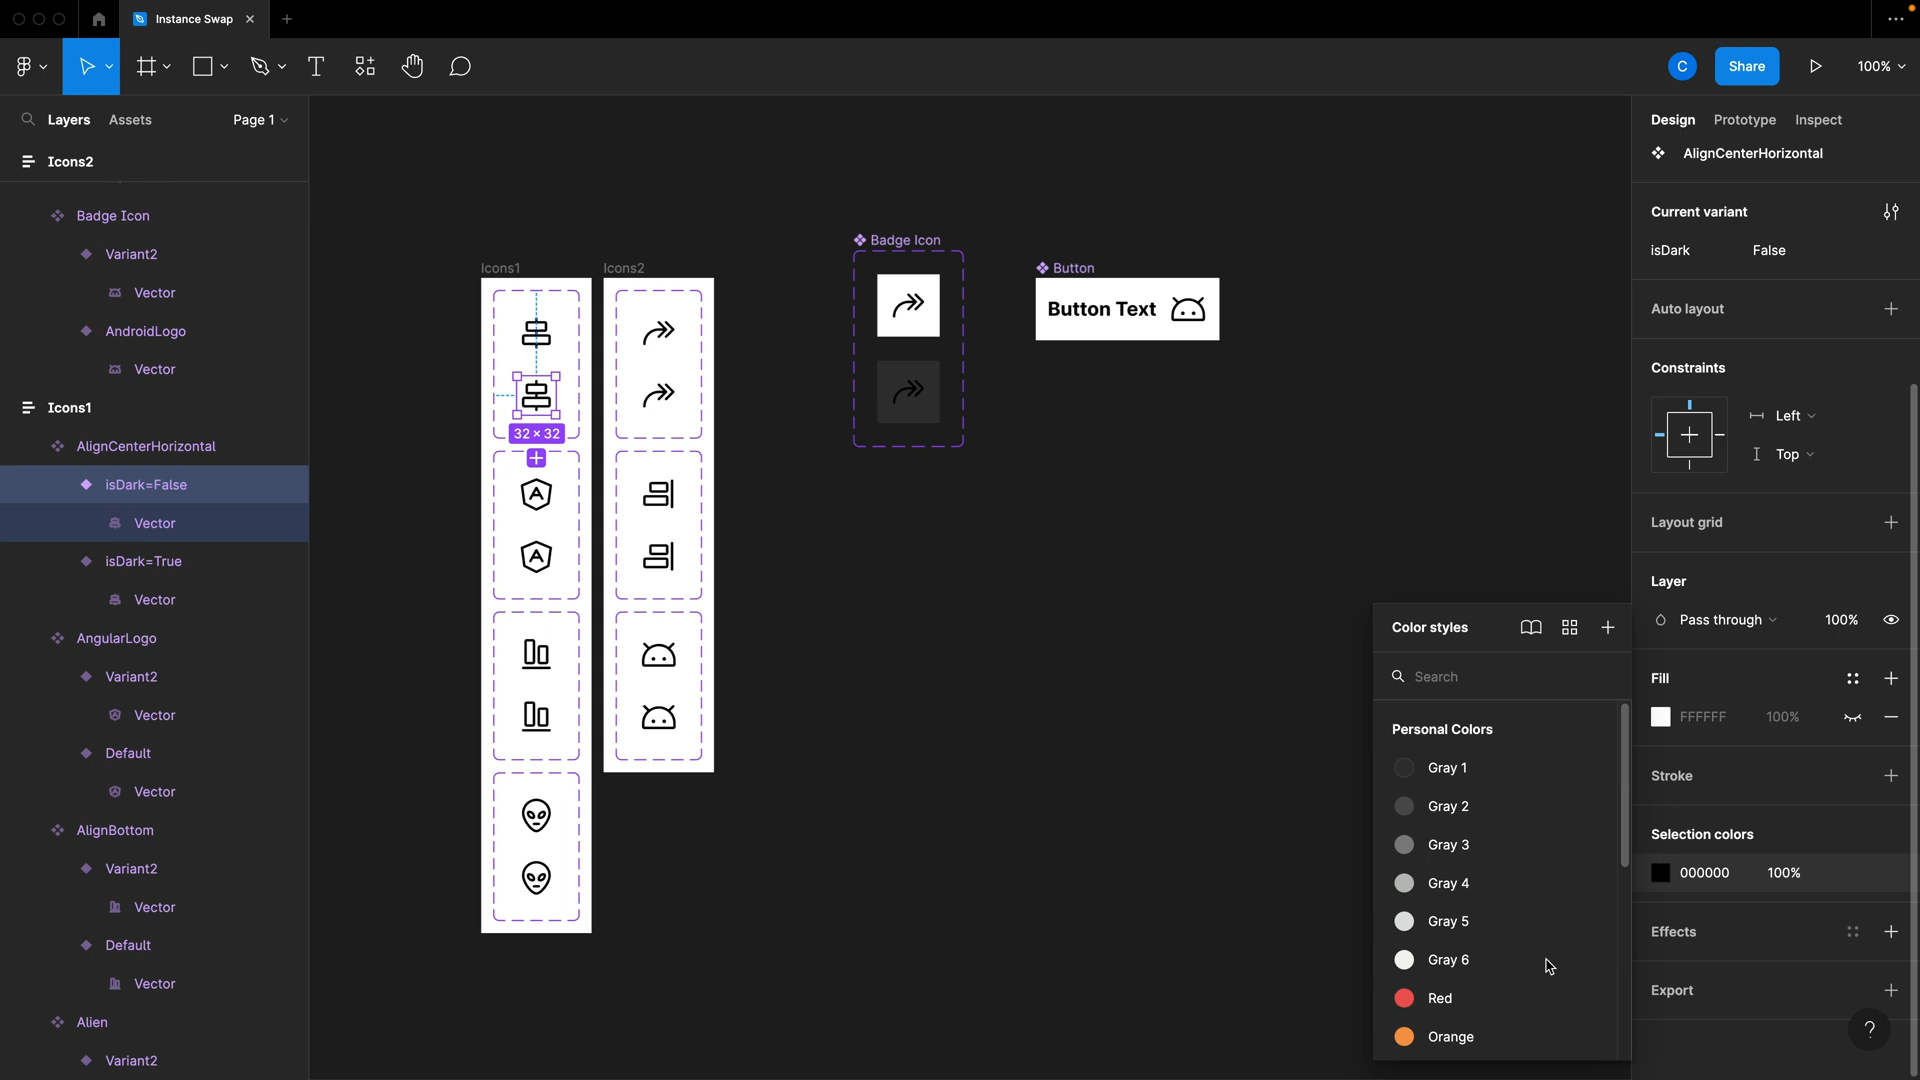 Instance Swap
C
Share
100%
Layers
Assets
Page 1
Icons2
Badge Icon
Variant2
Vector
AndroidLogo
Vector
Icons1
AlignCenterHorizontal
isDark=False
Vector
isDark=True
Vector
AngularLogo
Variant2
Vector
Default
Vector
AlignBottom
Variant2
Vector
Default
Vector
Alien
Variant2
Icons1
Icons2
32 × 32
Badge Icon
Button
Button Text
Color styles
Search
Personal Colors
Gray 1
Gray 2
Gray 3
Gray 4
Gray 5
Gray 6
Red
Orange
Design
Prototype
Inspect
AlignCenterHorizontal
Current variant
isDark
False
Auto layout
Constraints
Left
Top
Layout grid
Layer
Pass through
100%
Fill
FFFFFF
100%
Stroke
Selection colors
000000
100%
Effects
Export
?